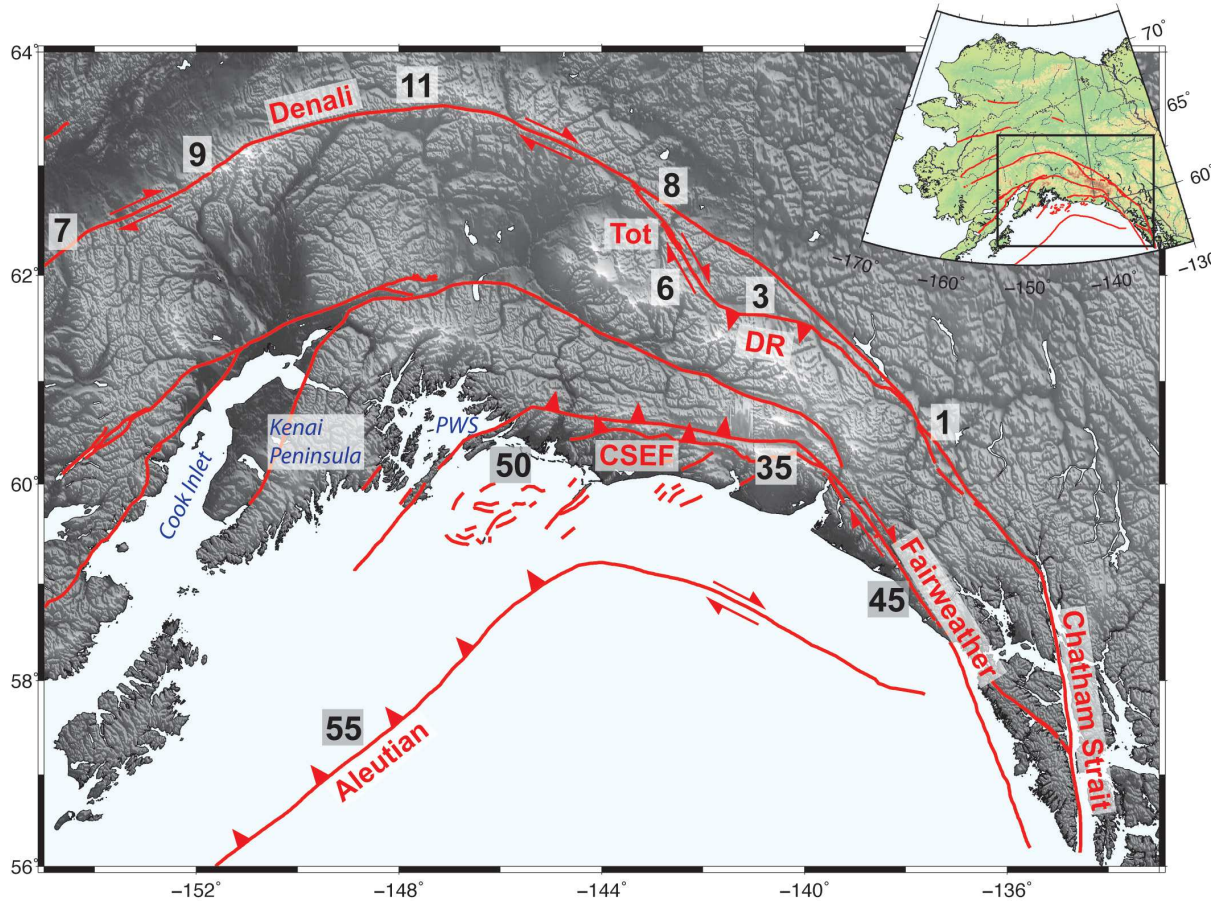 64°
70°
65°
60°
−170°
−160°
−150°
−140°
−130°
11
Denali
9
8
7
Tot
62°
6
3
DR
1
Kenai
Peninsula
PWS
CSEF
35
50
60°
Cook Inlet
Fairweather
45
Chatham Strait
58°
55
Aleutian
56°
−152°
−148°
−144°
−140°
−136°